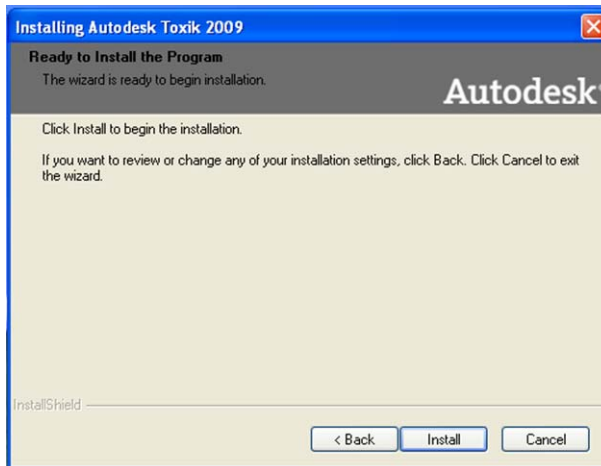 Installing Autodesk Toxik 2009
Ready to Install the Program
The wizard is ready to begin installation.
Autodesk
Click Install to begin the installation.
If you want to review or change any of your installation settings, click Back. Click Cancel to exit
the wizard.
InstallShield
< Back Install Cancel